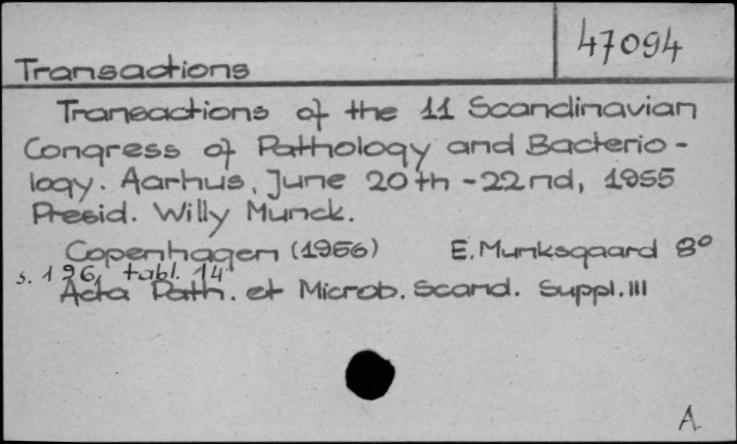 47094
Transactions
Transactions of the 11 Scandinavian
Congress of Pathology and Bacterio-
logy. Aarhus, June 20th - 22nd, 1955
Presid. Willy Munck.
Copenhagen (1956) E. Munksgaard 8°
s. 196, tabl. 14
Acta Path. et Microb. Scand. Suppl. III
A